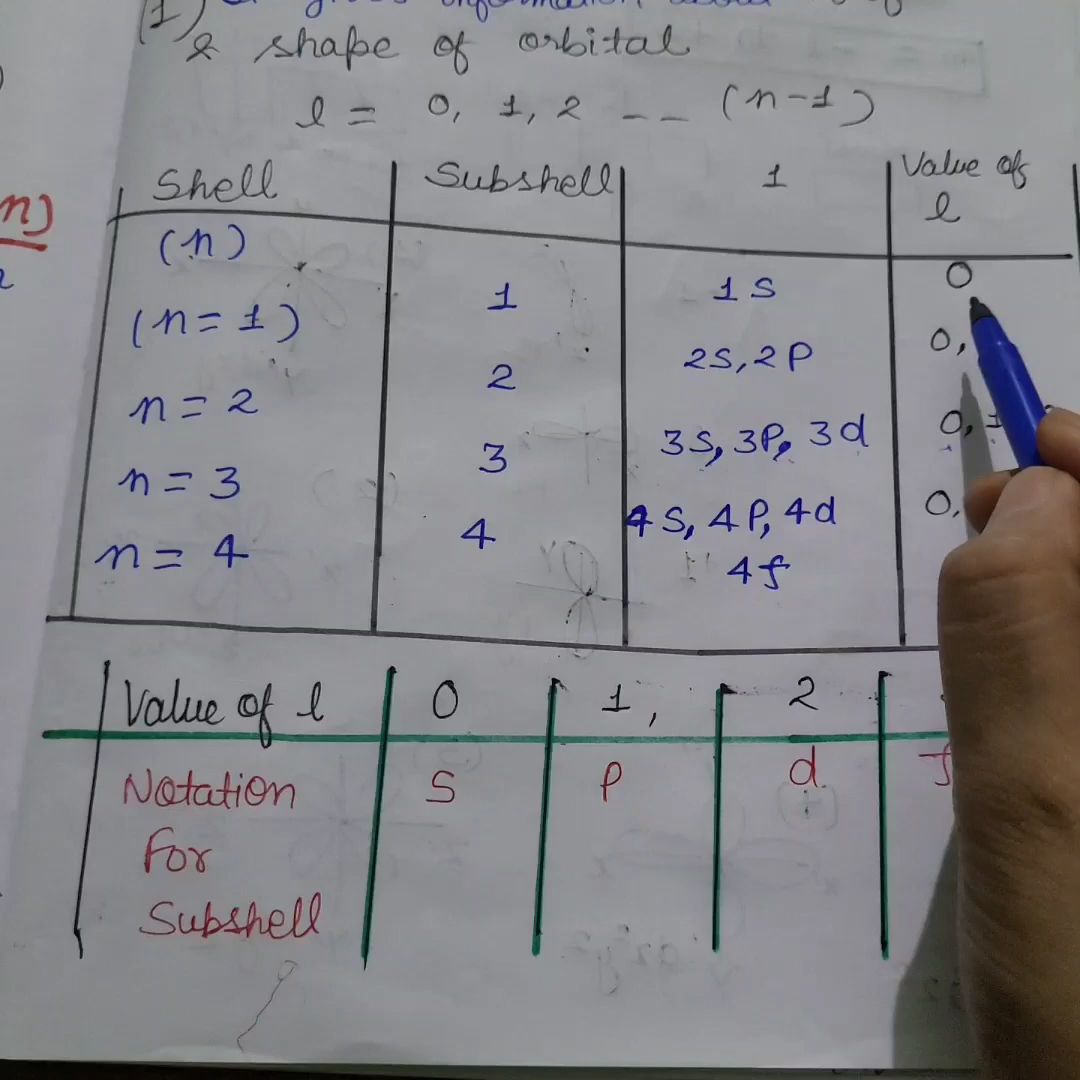 (1)
& shape of orbital
l = 0, 1, 2 -- (n-1)
Shell Subshell 1 Value of l
(n)
(n=1) 1 1s 0
n=2 2 2s, 2p 0,
n=3 3 3s, 3p, 3d 0, 1
n=4 4 4s, 4p, 4d 0,
4f
Value of l 0 1, 2
Notation s p d f
For
Subshell
n)